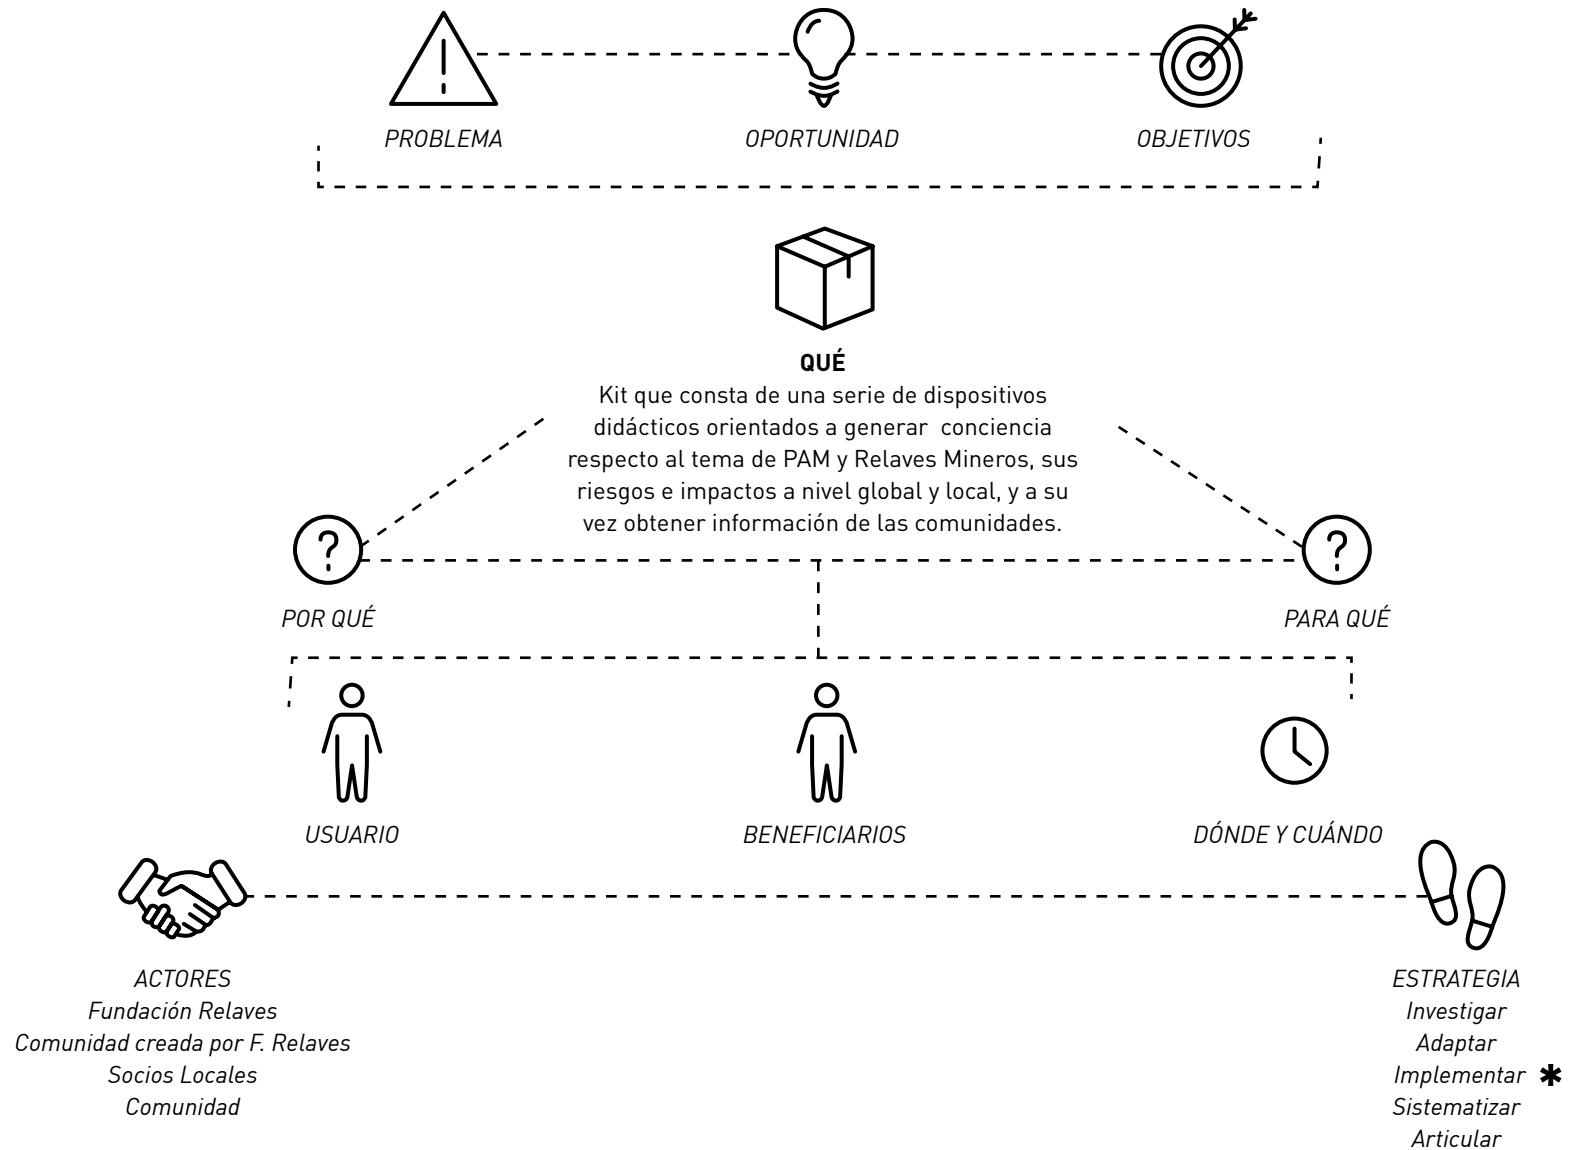 PROBLEMA
OPORTUNIDAD
OBJETIVOS
QUÉ
Kit que consta de una serie de dispositivos
didácticos orientados a generar conciencia
respecto al tema de PAM y Relaves Mineros, sus
riesgos e impactos a nivel global y local, y a su
vez obtener información de las comunidades.
?
?
POR QUÉ
PARA QUÉ
USUARIO
BENEFICIARIOS
DÓNDE Y CUÁNDO
ACTORES
Fundación Relaves
Comunidad creada por F. Relaves
Socios Locales
Comunidad
ESTRATEGIA
Investigar
Adaptar
Implementar *
Sistematizar
Articular